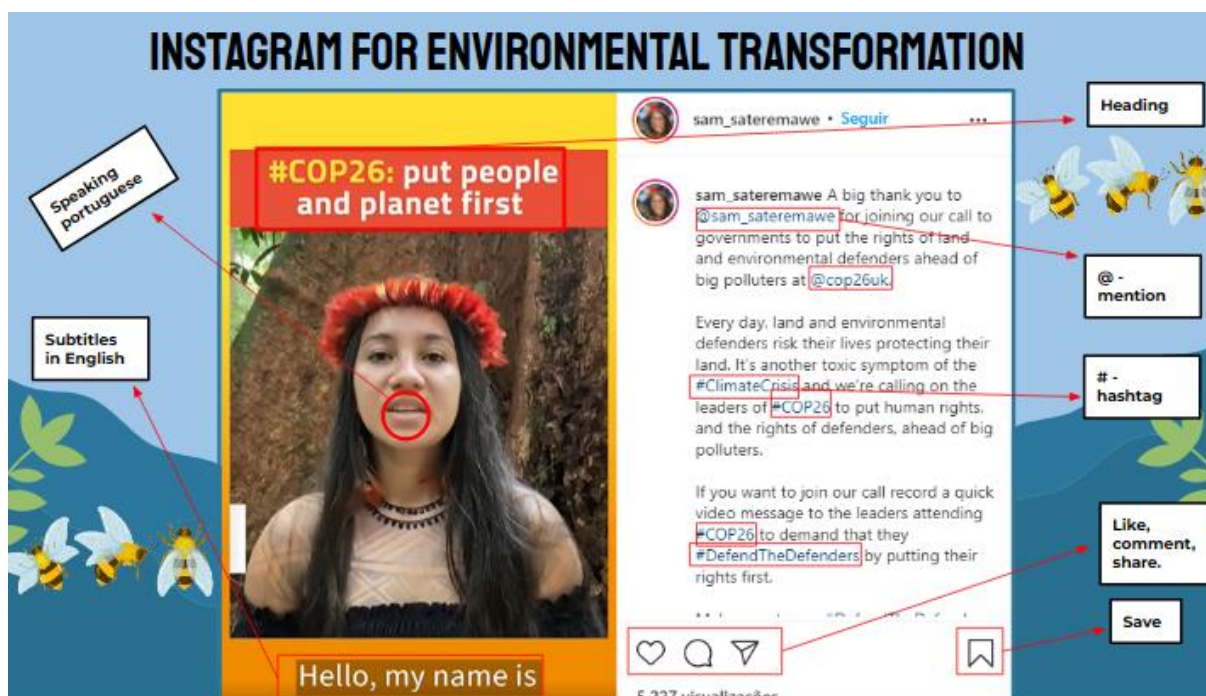 INSTAGRAM FOR ENVIRONMENTAL TRANSFORMATION
Speaking
portuguese
Subtitles
in English
#COP26: put people
and planet first
Hello, my name is
sam_sateremawe • Seguir
sam_sateremawe A big thank you to
@sam_sateremawe for joining our call to
governments to put the rights of land
and environmental defenders ahead of
big polluters at @cop26uk.
Every day, land and environmental
defenders risk their lives protecting their
land. It's another toxic symptom of the
#ClimateCrisis and we're calling on the
leaders of #COP26 to put human rights,
and the rights of defenders, ahead of big
polluters.
If you want to join our call record a quick
video message to the leaders attending
#COP26 to demand that they
#DefendTheDefenders by putting their
rights first.
5.227 visualizações
Heading
@ -
mention
# -
hashtag
Like,
comment,
share.
Save